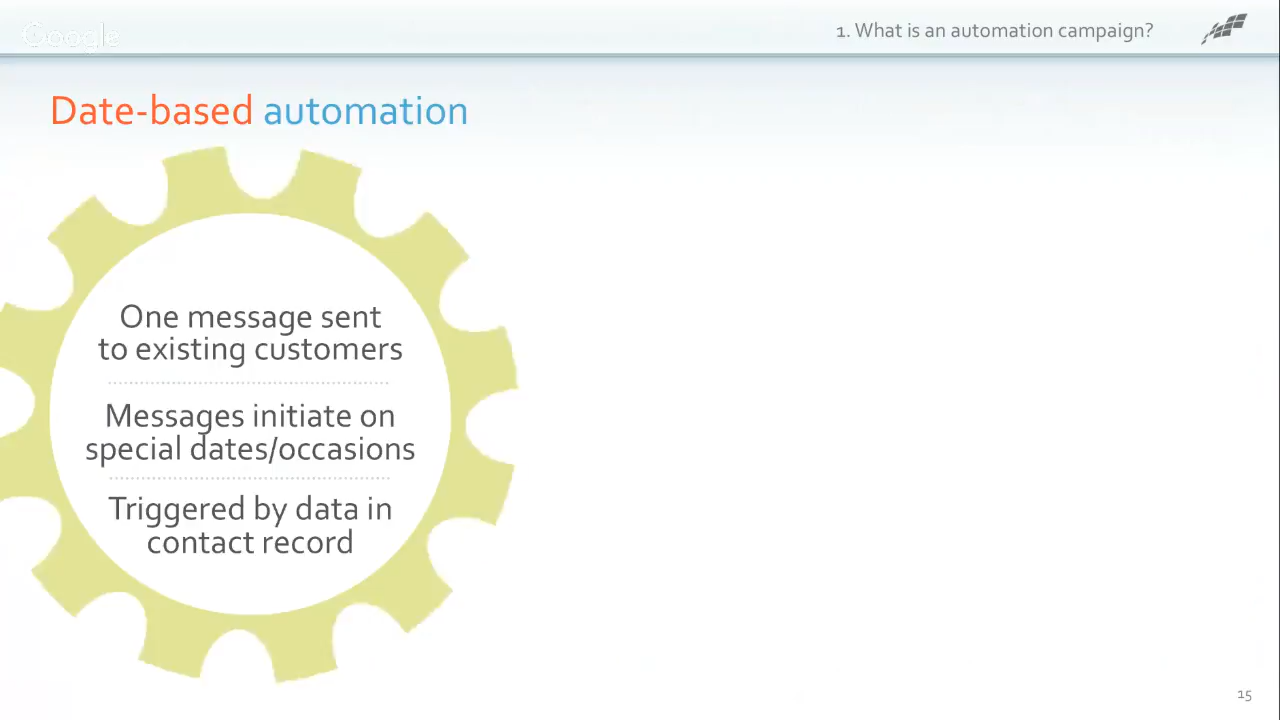 Google
1. What is an automation campaign?
Date-based automation
One message sent
to existing customers
Messages initiate on
special dates/occasions
Triggered by data in
contact record
15